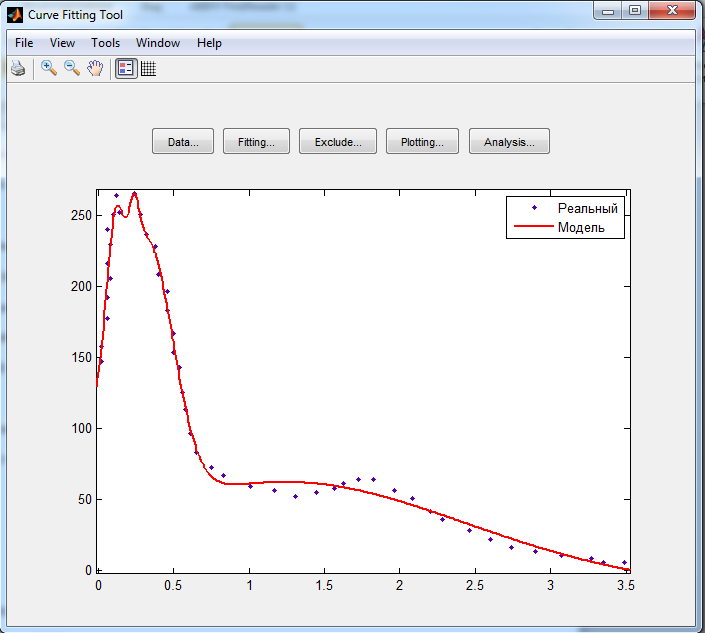 Curve Fitting Tool
File View Tools Window Help
Data... Fitting... Exclude... Plotting... Analysis...
Реальный
Модель
250
200
150
100
50
0
0 0.5 1 1.5 2 2.5 3 3.5